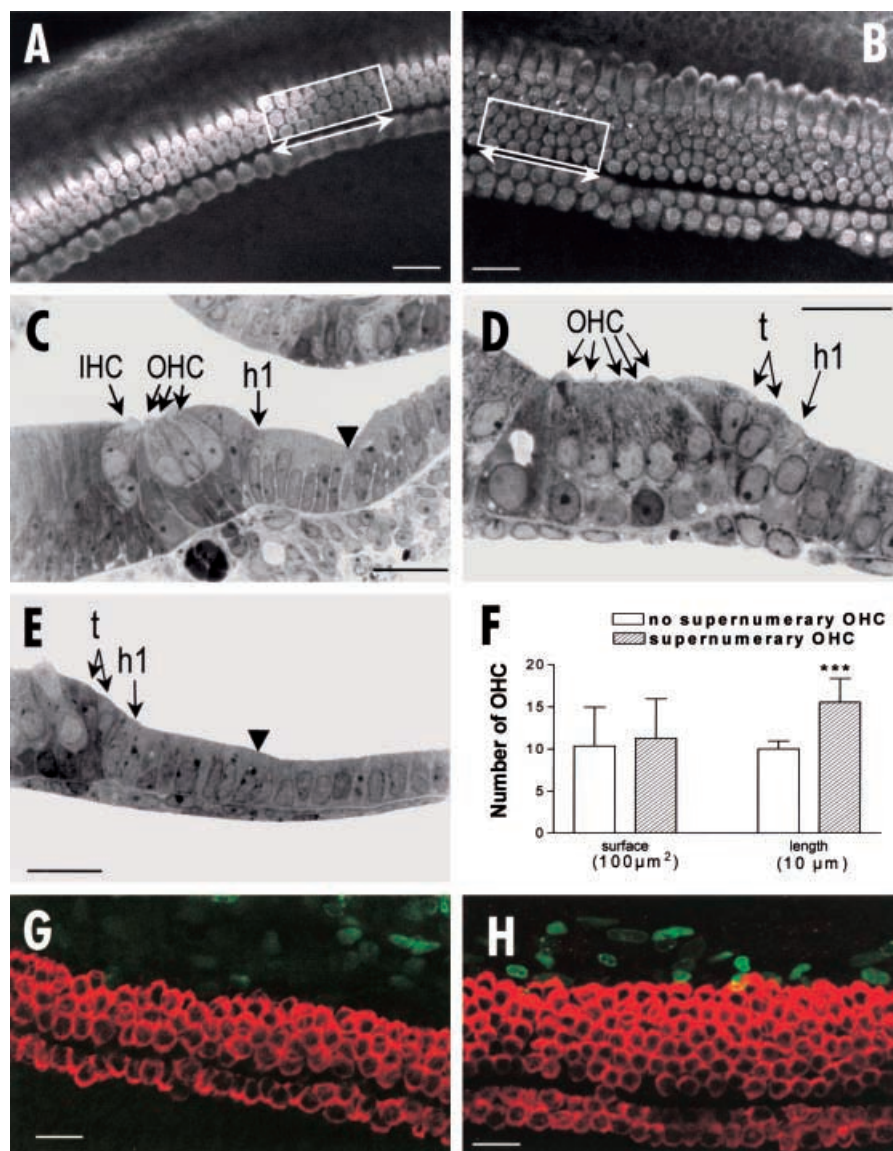 A
B
C
IHC
OHC
h1
D
OHC
t
h1
E
t
h1
F
no supernumerary OHC
supernumerary OHC
Number of OHC
20
15
10
5
0
***
surface
(100µm²)
length
(10 µm)
G
H